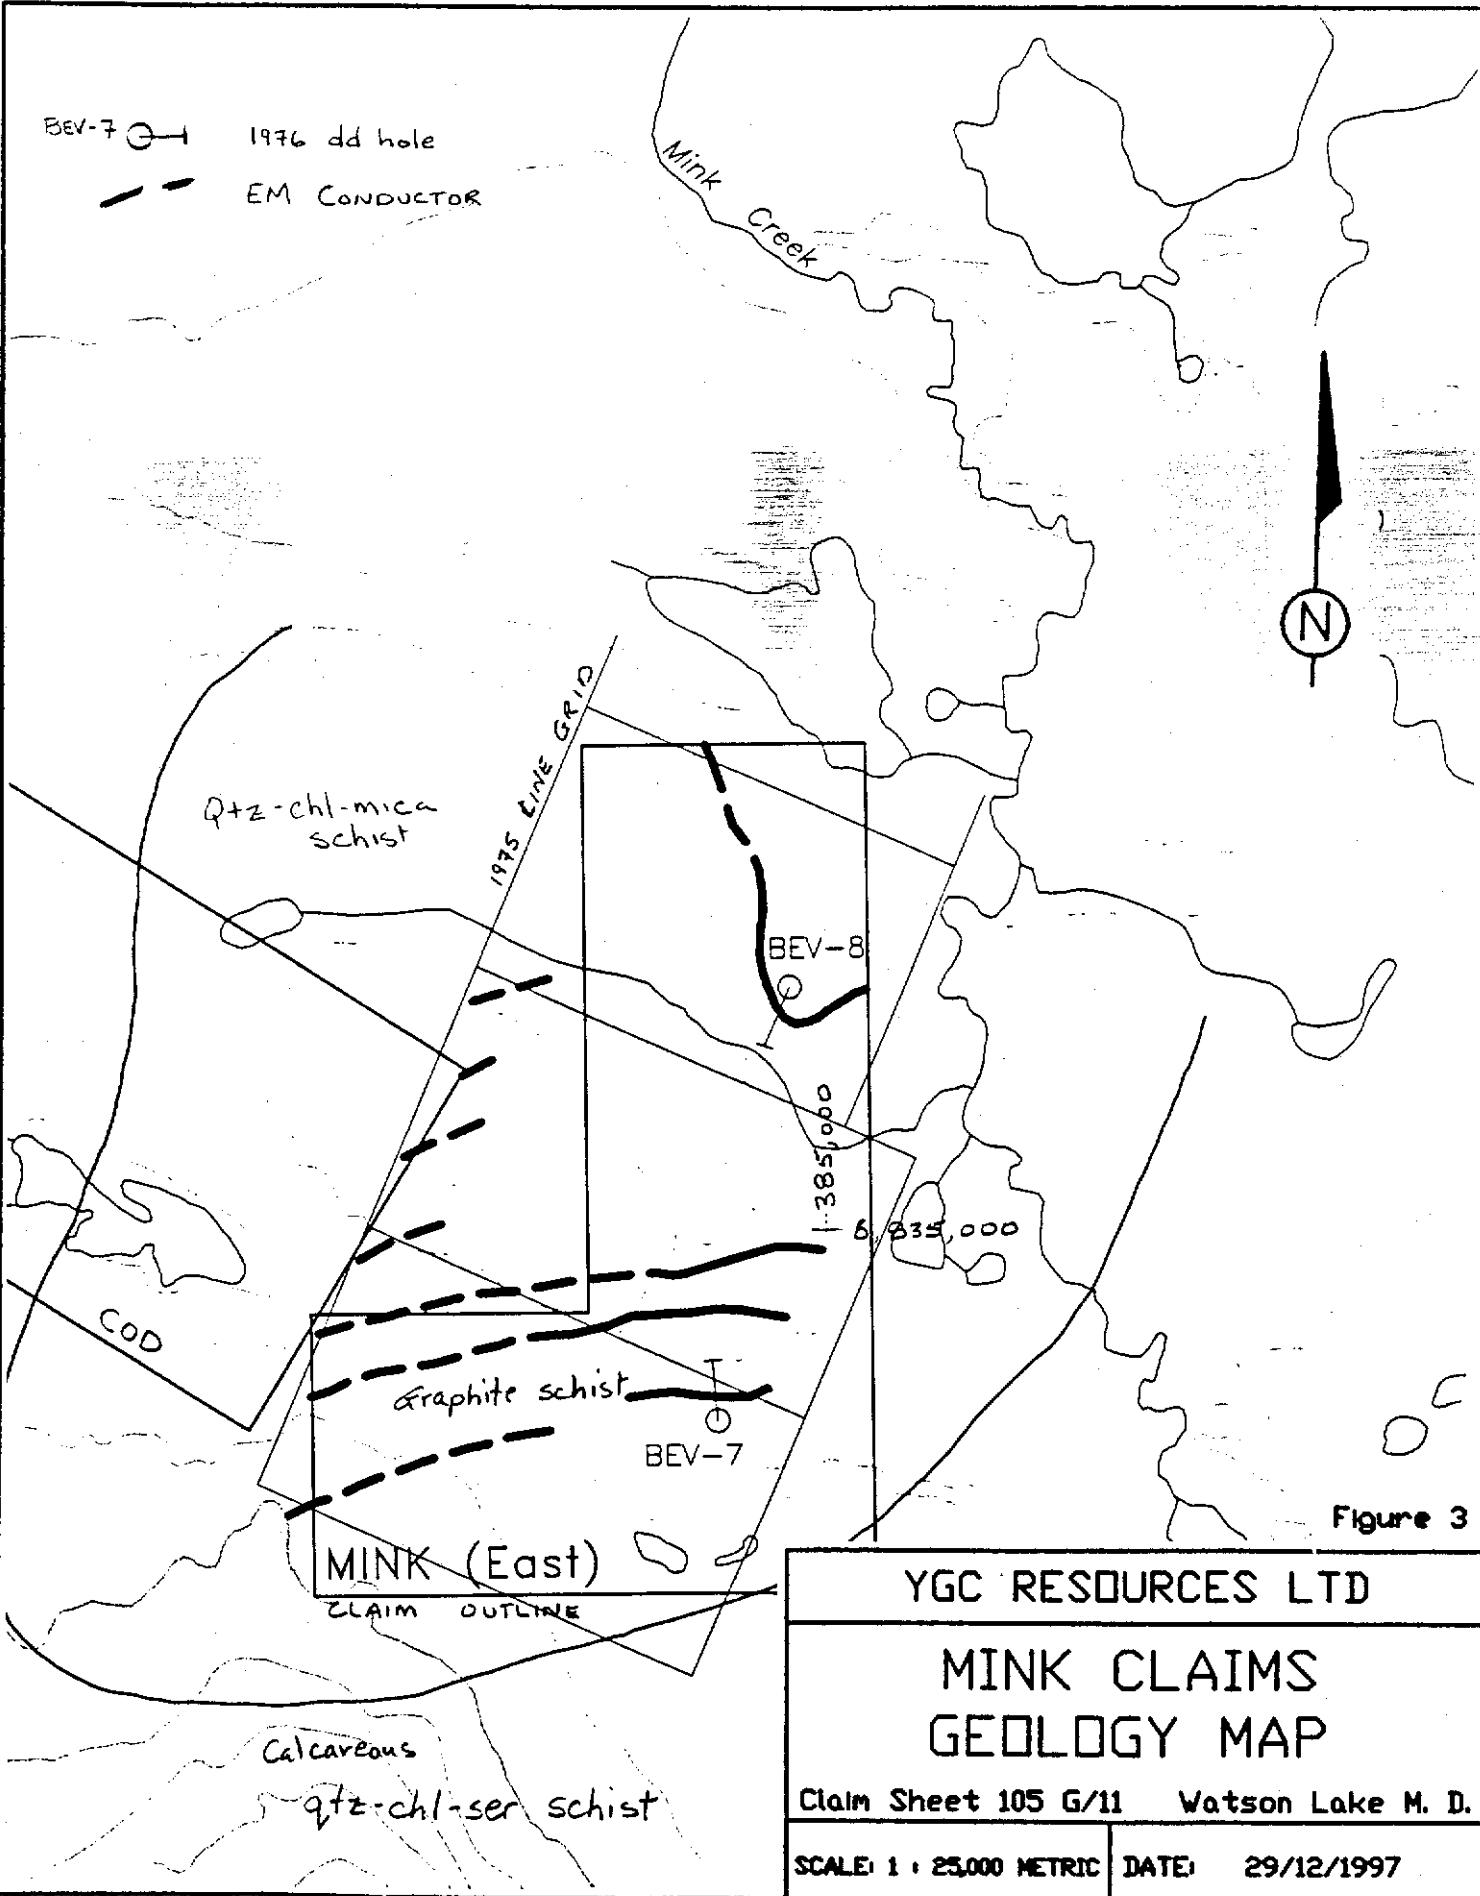 BEV-7 1976 dd hole
EM CONDUCTOR
Mink
Creek
N
1975 LINE GRID
Qtz-chl-mica
schist
BEV-8
385,000
6,835,000
COD
Graphite schist
BEV-7
Figure 3
MINK (East)
CLAIM OUTLINE
YGC RESOURCES LTD
MINK CLAIMS
GEOLOGY MAP
Calcareous
qtz-chl-ser schist
Claim Sheet 105 G/11 Watson Lake M. D.
SCALE: 1 : 25,000 METRIC DATE: 29/12/1997